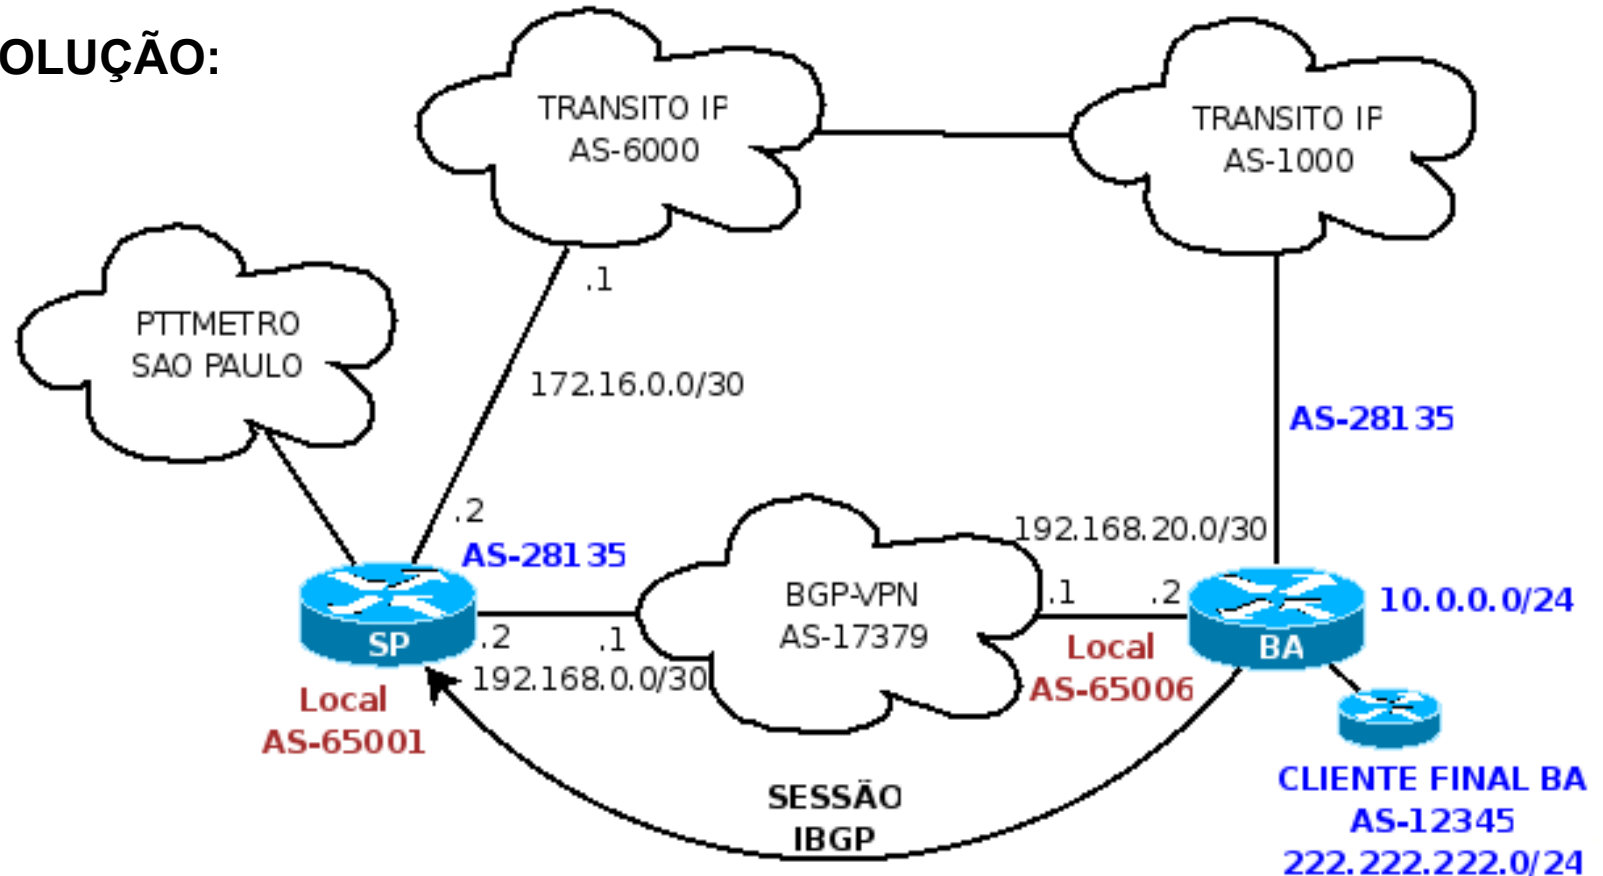 OLUÇÃO:
TRANSITO IP
AS-6000
TRANSITO IP
AS-1000
.1
PTTMETRO
SAO PAULO
172.16.0.0/30
AS-28135
.2
AS-28135
192.168.20.0/30
BGP-VPN
AS-17379
.1
.2
10.0.0.0/24
SP
.2
.1
192.168.0.0/30
Local
AS-65006
BA
Local
AS-65001
SESSÃO
IBGP
CLIENTE FINAL BA
AS-12345
222.222.222.0/24